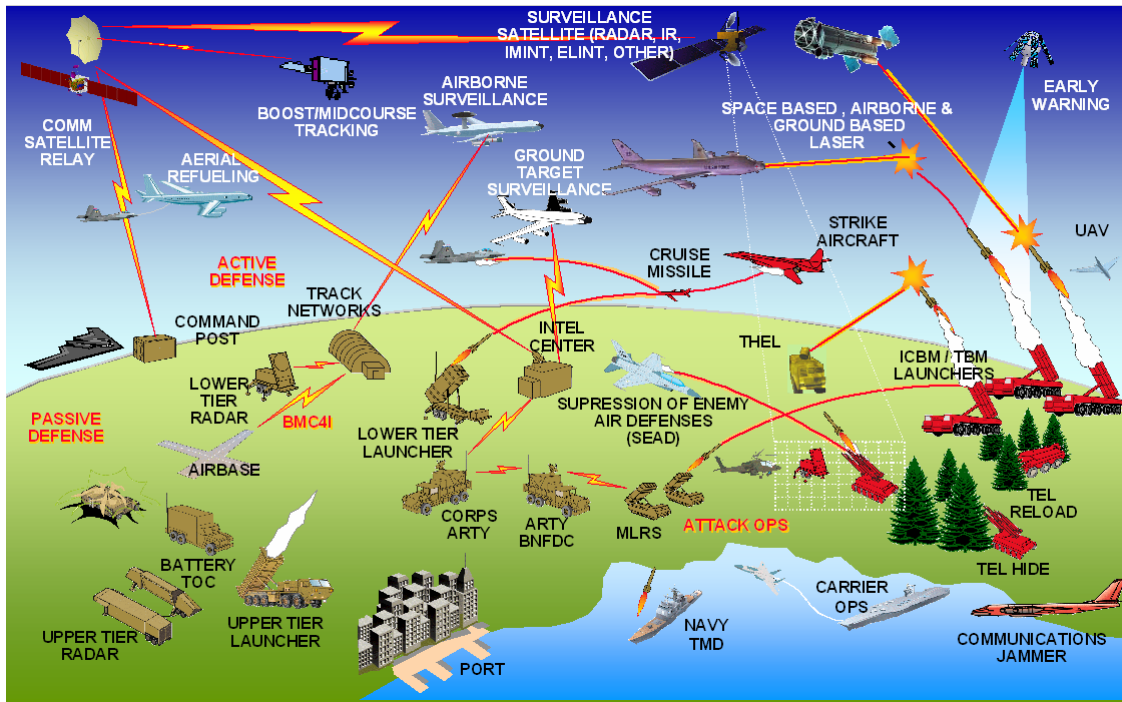 SURVEILLANCE
SATELLITE (RADAR, IR,
IMINT, ELINT, OTHER)
EARLY
WARNING
BOOST/MIDCOURSE
TRACKING
AIRBORNE
SURVEILLANCE
SPACE BASED , AIRBORNE &
GROUND BASED
LASER
COMM
SATELLITE
RELAY
AERIAL
REFUELING
GROUND
TARGET
SURVEILLANCE
STRIKE
AIRCRAFT
UAV
CRUISE
MISSILE
ACTIVE
DEFENSE
TRACK
NETWORKS
COMMAND
POST
INTEL
CENTER
THEL
ICBM / TBM
LAUNCHERS
LOWER
TIER
RADAR
PASSIVE
DEFENSE
BMC4I
LOWER TIER
LAUNCHER
SUPRESSION OF ENEMY
AIR DEFENSES
(SEAD)
AIRBASE
CORPS
ARTY
ARTY
BNFDC
MLRS
ATTACK OPS
TEL
RELOAD
TEL HIDE
BATTERY
TOC
UPPER TIER
RADAR
UPPER TIER
LAUNCHER
PORT
NAVY
TMD
CARRIER
OPS
COMMUNICATIONS
JAMMER